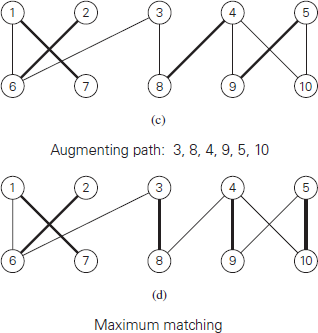 1 2 3 4 5
6 7 8 9 10
(c)
Augmenting path: 3, 8, 4, 9, 5, 10
1 2 3 4 5
6 7 8 9 10
(d)
Maximum matching